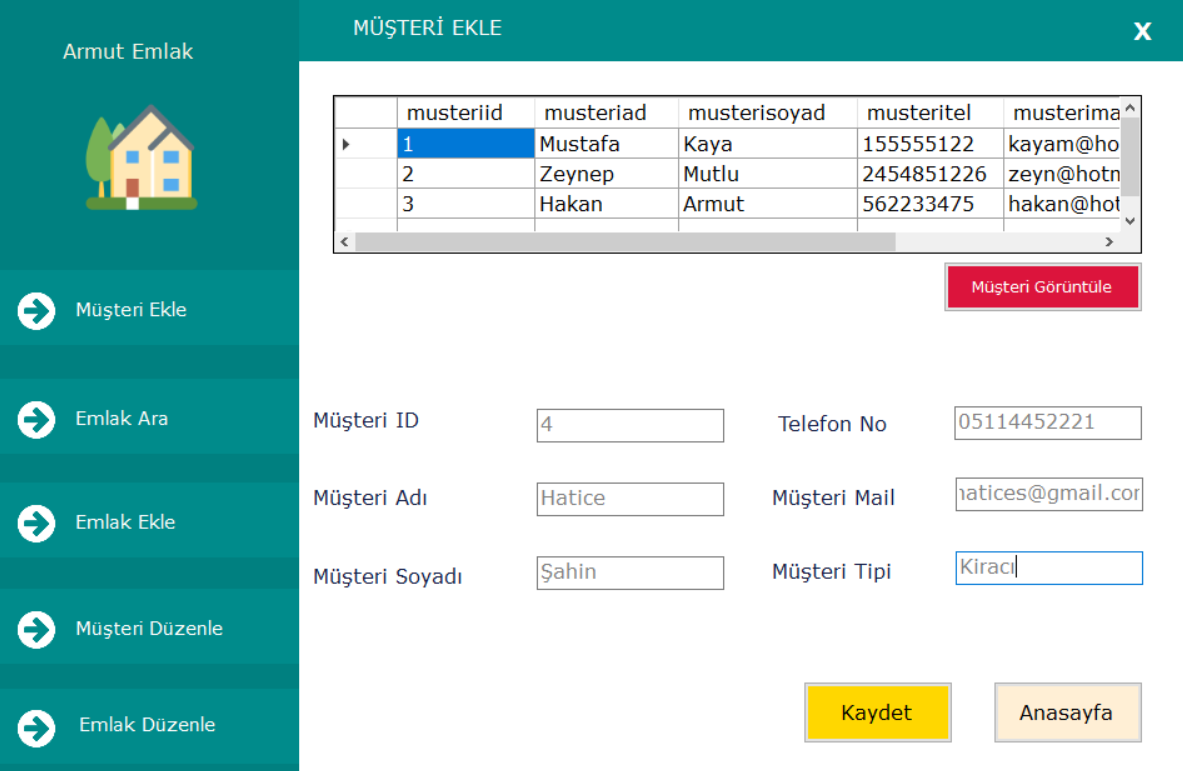 Armut Emlak
Müşteri Ekle
Emlak Ara
Emlak Ekle
Müşteri Düzenle
Emlak Düzenle
MÜŞTERİ EKLE
X
musteriid musteriad musterisoyad musteritel musterima
1 Mustafa Kaya 155555122 kayam@ho
2 Zeynep Mutlu 2454851226 zeyn@hotn
3 Hakan Armut 562233475 hakan@hot
Müşteri Görüntüle
Müşteri ID 4 Telefon No 05114452221
Müşteri Adı Hatice Müşteri Mail hatices@gmail.cor
Müşteri Soyadı Şahin Müşteri Tipi Kiracı
Kaydet Anasayfa